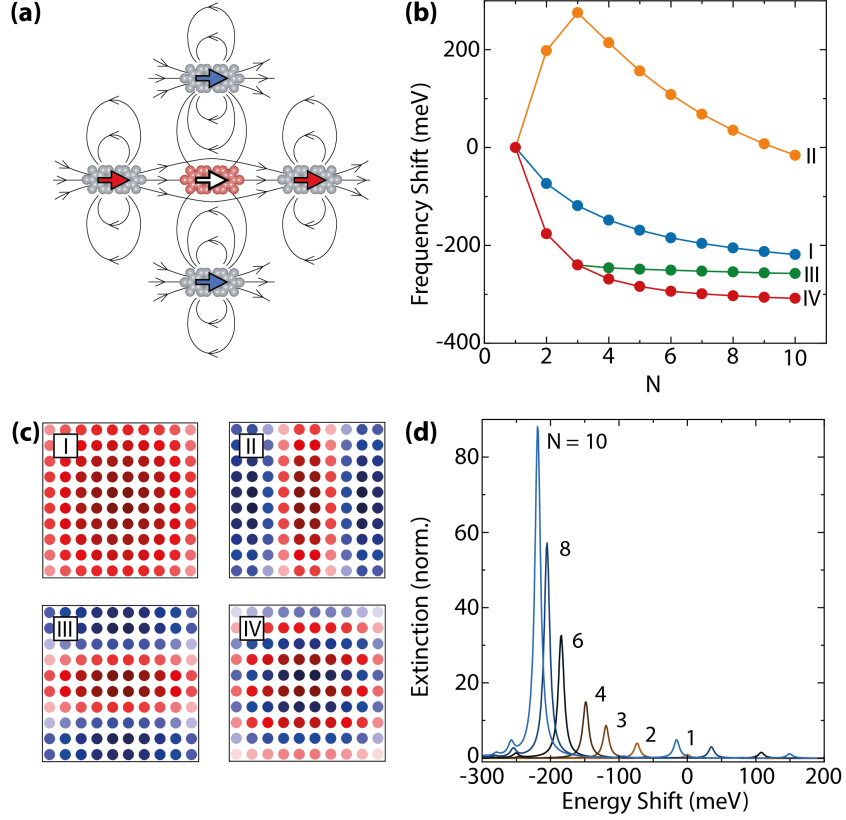 (a)
(b)
Frequency Shift (meV)
200
0
-200
-400
0
2
4
6
8
10
N
II
I
III
IV
(c)
I
II
III
IV
(d)
Extinction (norm.)
80
60
40
20
0
N = 10
8
6
4
3
2
1
-300
-200
-100
0
100
200
Energy Shift (meV)